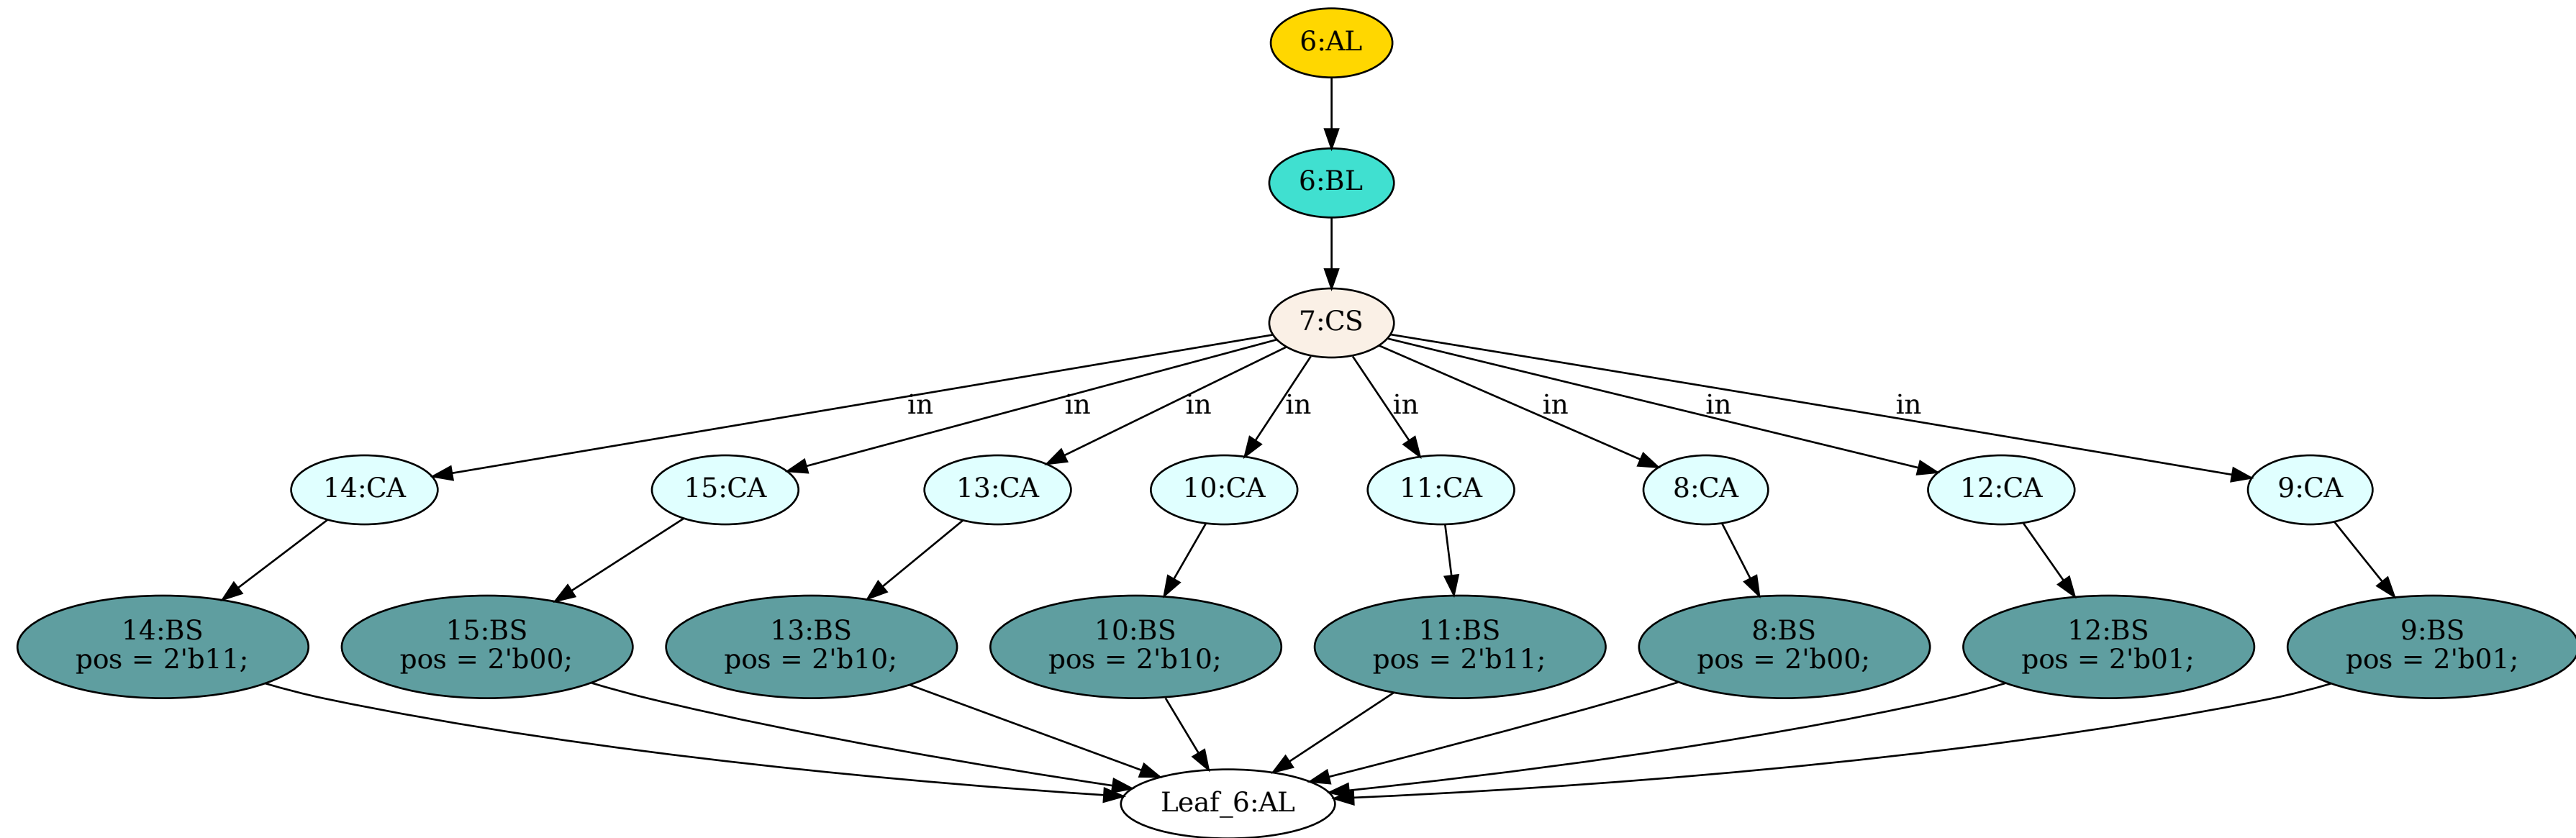 6:AL
6:BL
7:CS
in
in
in
in
in
in
in
in
14:CA
15:CA
13:CA
10:CA
11:CA
8:CA
12:CA
9:CA
14:BS
pos = 2'b11;
15:BS
pos = 2'b00;
13:BS
pos = 2'b10;
10:BS
pos = 2'b10;
11:BS
pos = 2'b11;
8:BS
pos = 2'b00;
12:BS
pos = 2'b01;
9:BS
pos = 2'b01;
Leaf_6:AL